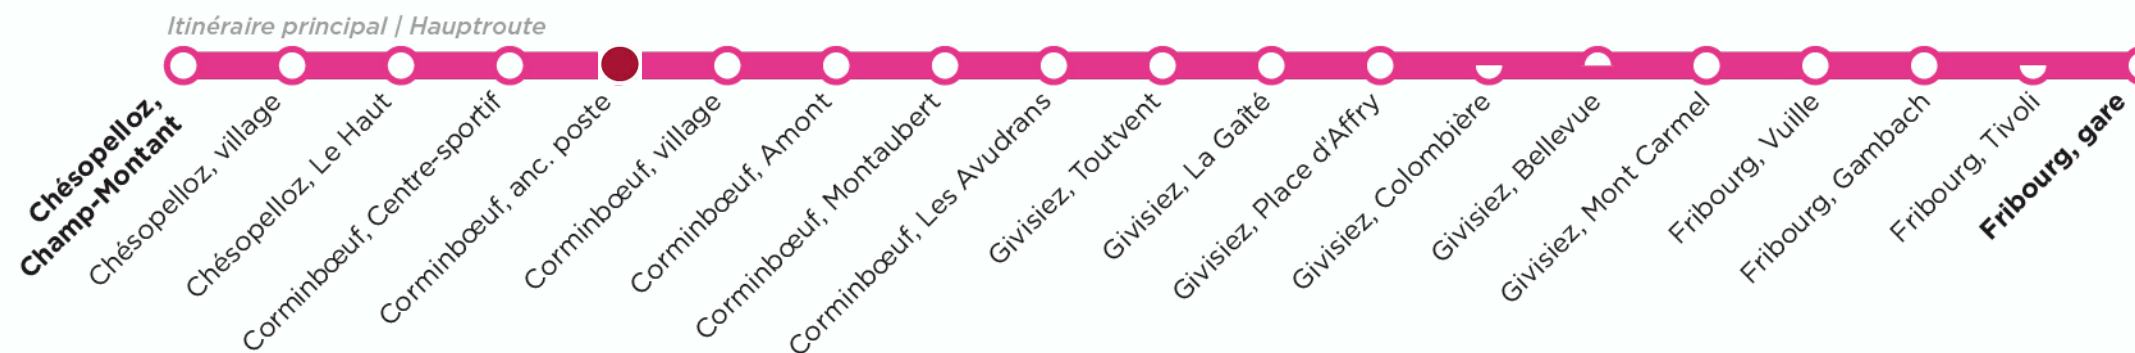 Itinéraire principal | Hauptroute
Chésopelloz,
Champ-Montant
Chésopelloz, village
Chésopelloz, Le Haut
Corminbœuf, Centre-sportif
Corminbœuf, anc. poste
Corminbœuf, village
Corminbœuf, Amont
Corminbœuf, Montaubert
Corminbœuf, Les Avudrans
Givisiez, Toutvent
Givisiez, La Gaîté
Givisiez, Place d'Affry
Givisiez, Colombière
Givisiez, Bellevue
Givisiez, Mont Carmel
Fribourg, Vuille
Fribourg, Gambach
Fribourg, Tivoli
Fribourg, gare